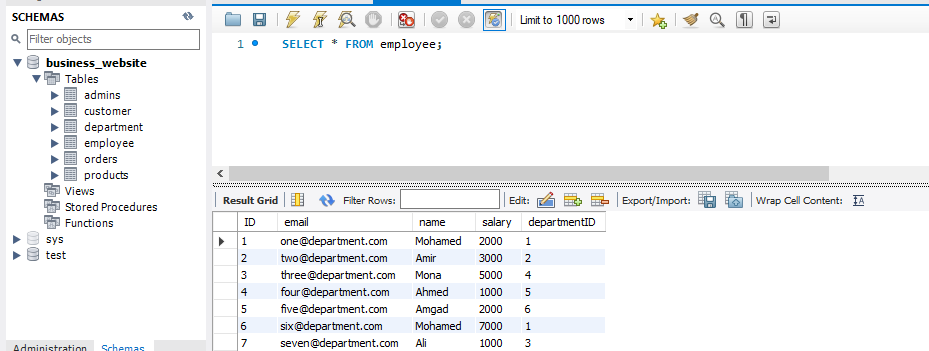 SCHEMAS
Filter objects
business_website
Tables
admins
customer
department
employee
orders
products
Views
Stored Procedures
Functions
sys
test
Administration Schemas
Limit to 1000 rows
1 SELECT * FROM employee;
Result Grid Filter Rows: Edit: Export/Import: Wrap Cell Content: IA
ID email name salary departmentID
1 one@department.com Mohamed 2000 1
2 two@department.com Amir 3000 2
3 three@department.com Mona 5000 4
4 four@department.com Ahmed 1000 5
5 five@department.com Amgad 2000 6
6 six@department.com Mohamed 7000 1
7 seven@department.com Ali 1000 3